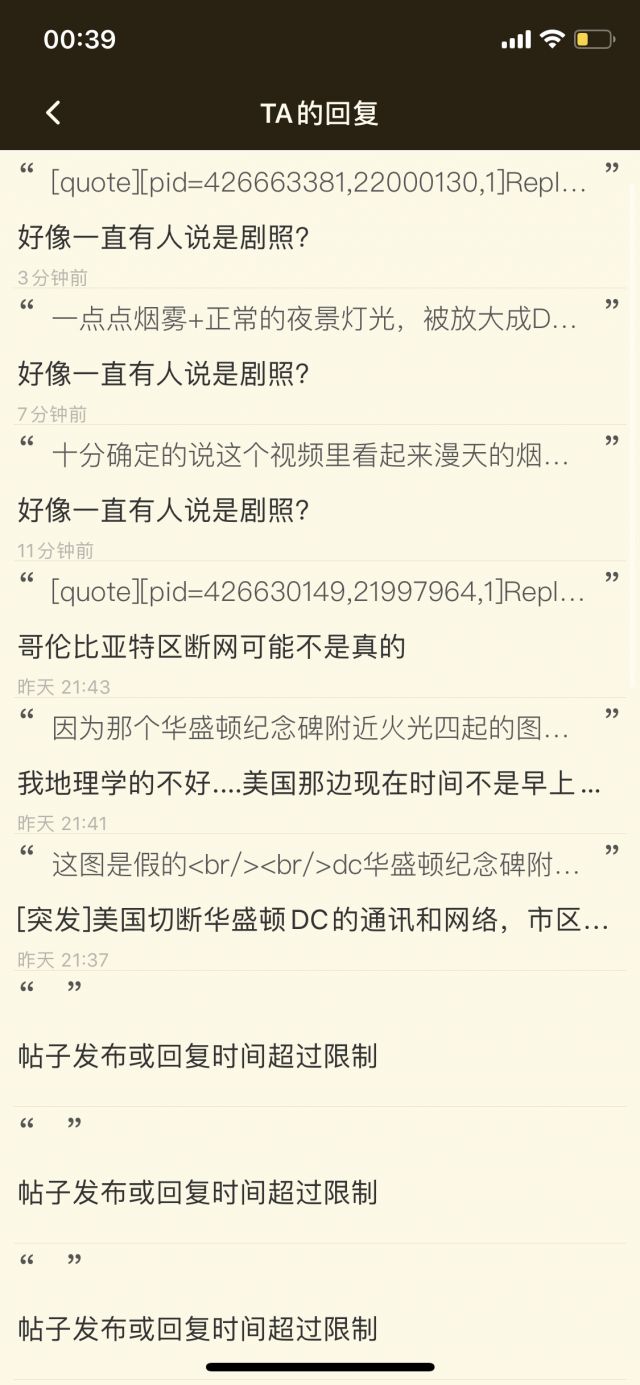 00:39
TA的回复
“ [quote][pid=426663381,22000130,1]Repl... ”
好像一直有人说是剧照？
3分钟前
“ 一点点烟雾+正常的夜景灯光，被放大成D... ”
好像一直有人说是剧照？
7分钟前
“ 十分确定的说这个视频里看起来漫天的烟... ”
好像一直有人说是剧照？
11分钟前
“ [quote][pid=426630149,21997964,1]Repl... ”
哥伦比亚特区断网可能不是真的
昨天 21:43
“ 因为那个华盛顿纪念碑附近火光四起的图... ”
我地理学的不好....美国那边现在时间不是早上...
昨天 21:41
“ 这图是假的<br/><br/>dc华盛顿纪念碑附... ”
[突发]美国切断华盛顿DC的通讯和网络，市区...
昨天 21:37
“ ”
帖子发布或回复时间超过限制
“ ”
帖子发布或回复时间超过限制
“ ”
帖子发布或回复时间超过限制